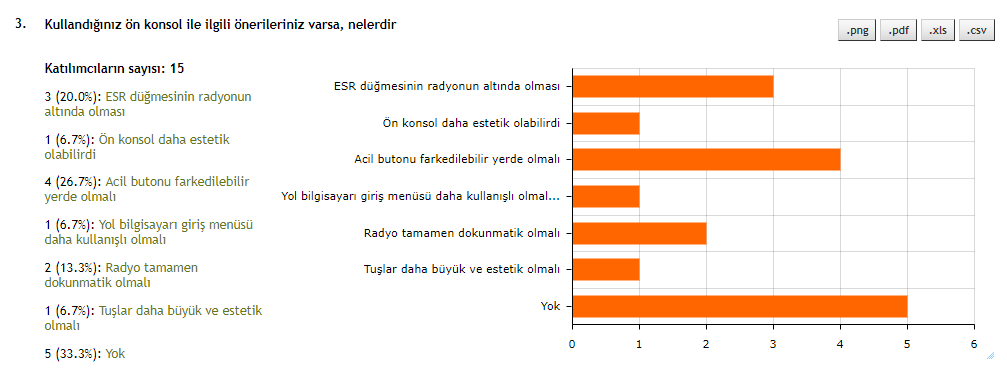 3. Kullandığınız ön konsol ile ilgili önerileriniz varsa, nelerdir
.png .pdf .xls .csv
Katılımcıların sayısı: 15
3 (20.0%): ESR düğmesinin radyonun
altında olması
1 (6.7%): Ön konsol daha estetik
olabilirdi
4 (26.7%): Acil butonu farkedilebilir
yerde olmalı
1 (6.7%): Yol bilgisayarı giriş menüsü
daha kullanışlı olmalı
2 (13.3%): Radyo tamamen
dokunmatik olmalı
1 (6.7%): Tuşlar daha büyük ve estetik
olmalı
5 (33.3%): Yok
ESR düğmesinin radyonun altında olması
Ön konsol daha estetik olabilirdi
Acil butonu farkedilebilir yerde olmalı
Yol bilgisayarı giriş menüsü daha kullanışlı olmal...
Radyo tamamen dokunmatik olmalı
Tuşlar daha büyük ve estetik olmalı
Yok
0 1 2 3 4 5 6